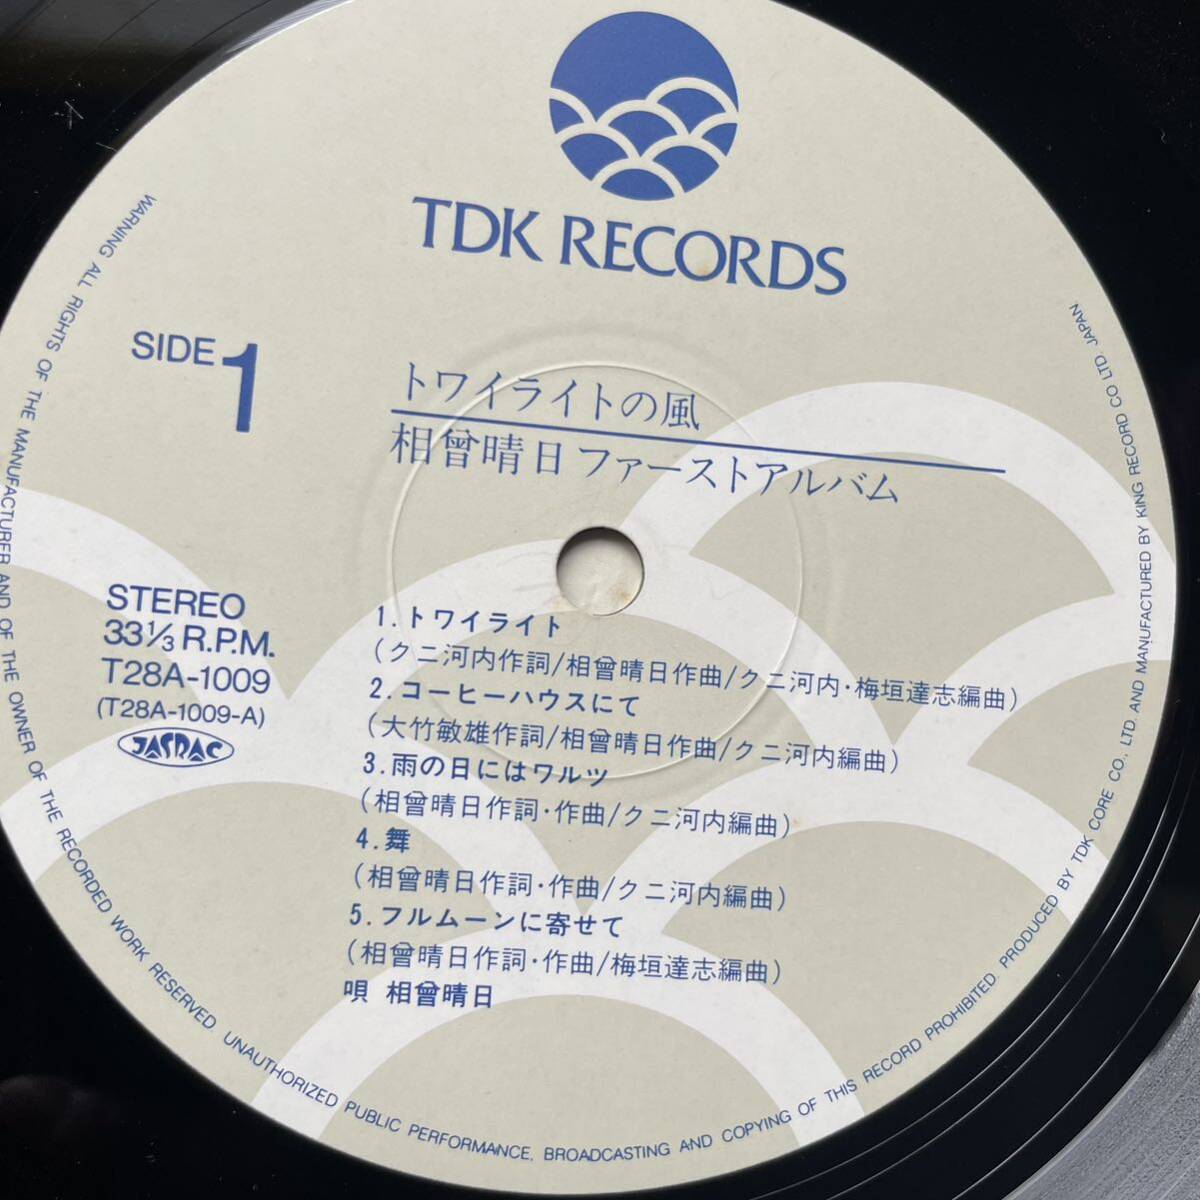 TDK RECORDS
SIDE 1
トワイライトの風
相曾晴日 ファーストアルバム
STEREO
33⅓ R.P.M.
T28A-1009
(T28A-1009-A)
JASRAC
1. トワイライト
(クニ河内作詞/相曾晴日作曲/クニ河内・梅垣達志編曲)
2. コーヒーハウスにて
(大竹敏雄作詞/相曾晴日作曲/クニ河内編曲)
3. 雨の日にはワルツ
(相曾晴日作詞・作曲/クニ河内編曲)
4. 舞
(相曾晴日作詞・作曲/クニ河内編曲)
5. フルムーンに寄せて
(相曾晴日作詞・作曲/梅垣達志編曲)
唄 相曾晴日
WARNING ALL RIGHTS OF THE MANUFACTURER AND OF THE OWNER OF THE RECORDED WORK RESERVED. UNAUTHORIZED PUBLIC PERFORMANCE, BROADCASTING AND COPYING OF THIS RECORD PROHIBITED. PRODUCED BY TDK CORE CO., LTD. AND MANUFACTURED BY KING RECORD CO LTD. JAPAN